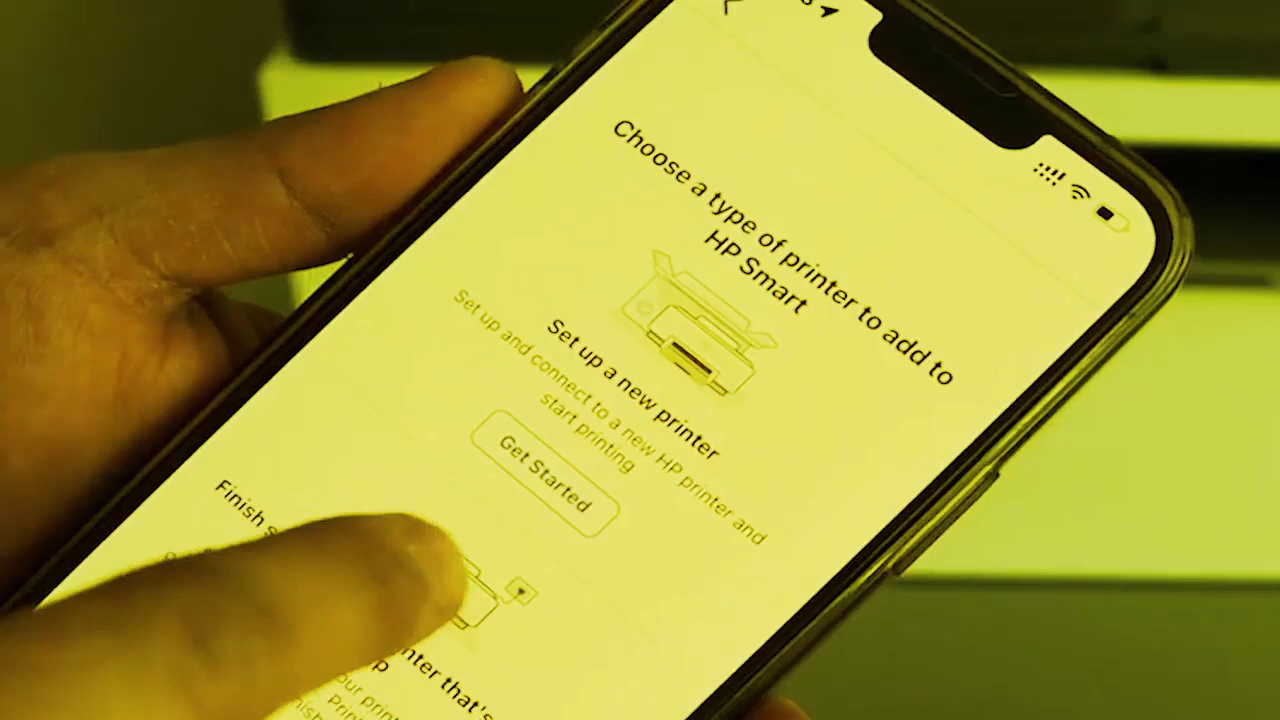 Choose a type of printer to add to
HP Smart
Set up a new printer
Set up and connect to a new HP printer and
start printing
Get Started
Finish
that's